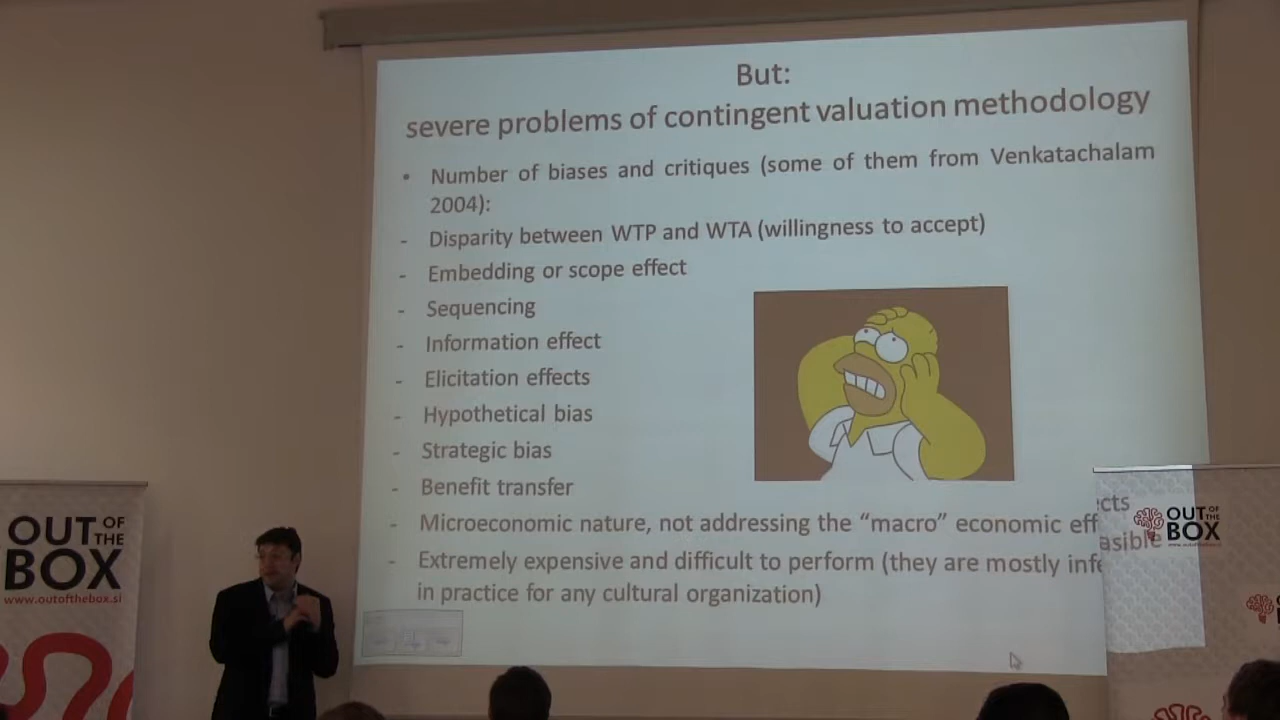 But:
severe problems of contingent valuation methodology
• Number of biases and critiques (some of them from Venkatachalam
2004):
- Disparity between WTP and WTA (willingness to accept)
- Embedding or scope effect
- Sequencing
- Information effect
- Elicitation effects
- Hypothetical bias
- Strategic bias
- Benefit transfer
- Microeconomic nature, not addressing the “macro” economic effects
- Extremely expensive and difficult to perform (they are mostly infeasible
in practice for any cultural organization)
OUT OF
THE
BOX
www.outofthebox.si
OUT OF
THE
BOX